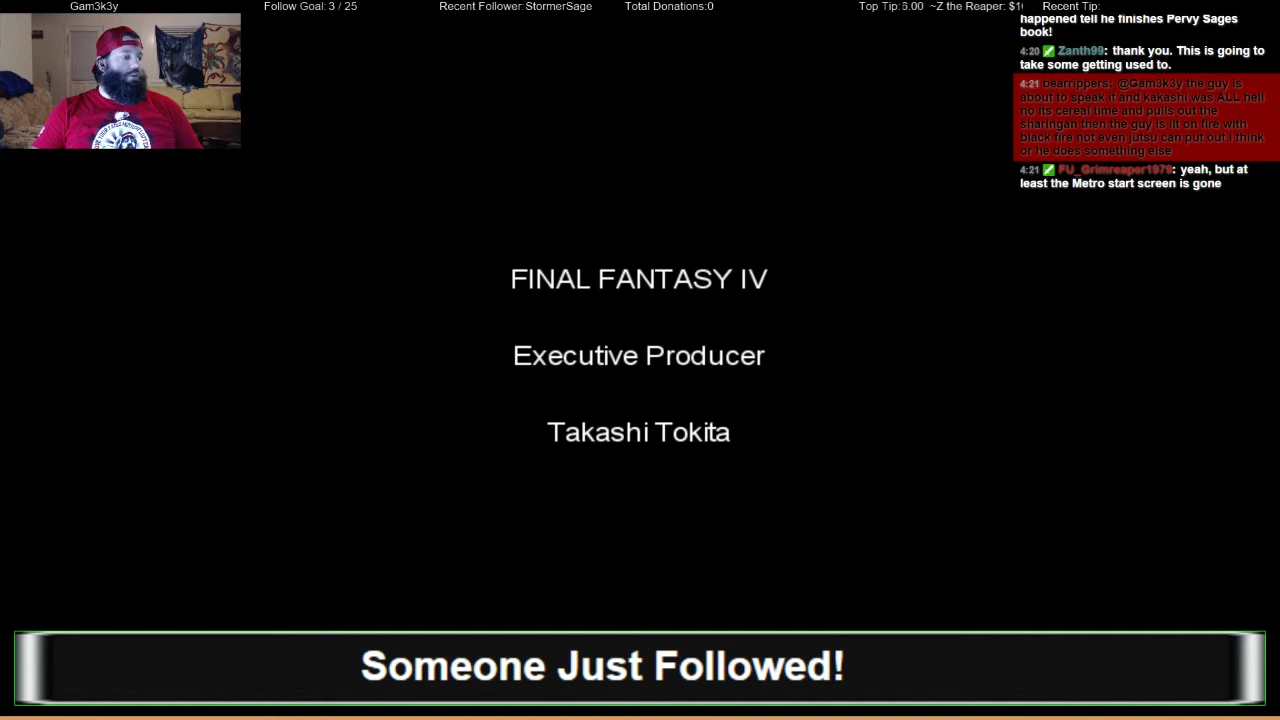 Gam3k3y
Follow Goal: 3 / 25
Recent Follower:StormerSage
Total Donations:0
Top Tip:6.00 ~Z the Reaper: $1
Recent Tip:
happened tell he finishes Pervy Sages
book!
4:20 Zanth99: thank you. This is going to
take some getting used to.
4:21 bearrippers: @Gam3k3y the guy is
about to speak it and kakashi was ALL hell
no its cereal time and pulls out the
sharingan then the guy is lit on fire with
black fire not even jutsu can put out i think
or he does something else
4:21 FU_Grimreaper1979: yeah, but at
least the Metro start screen is gone
FINAL FANTASY IV
Executive Producer
Takashi Tokita
Someone Just Followed!